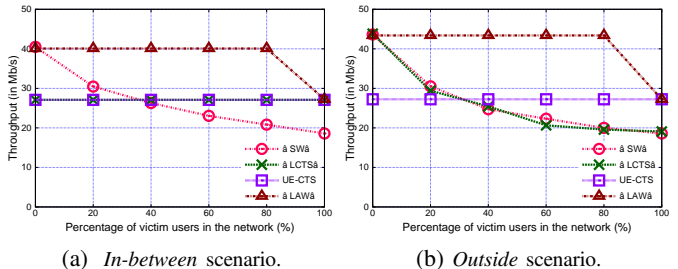 50
40
30
20
10
0
Throughput (in Mb/s)
0 20 40 60 80 100
Percentage of victim users in the network (%)
â SWâ
â LCTSâ
UE-CTS
â LAWâ
(a) In-between scenario.
50
40
30
20
10
0
Throughput (in Mb/s)
0 20 40 60 80 100
Percentage of victim users in the network (%)
â SWâ
â LCTSâ
UE-CTS
â LAWâ
(b) Outside scenario.